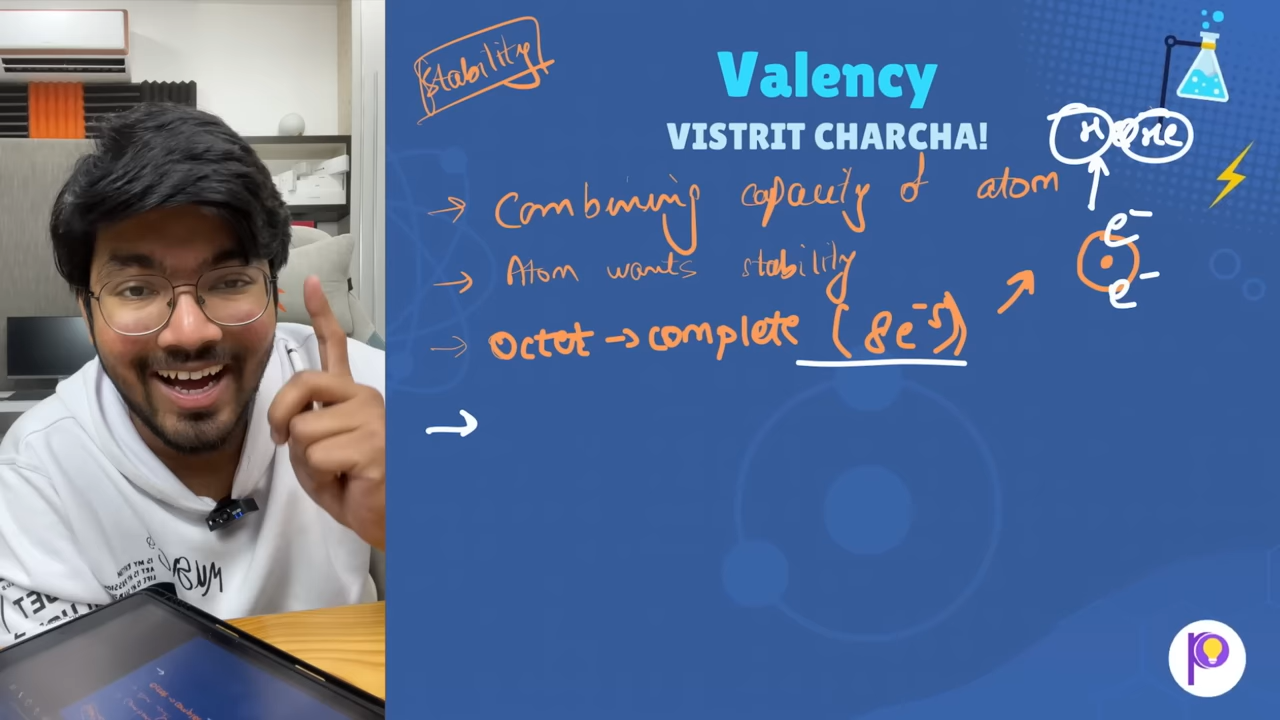 stability
Valency
VISTRIT CHARCHA!
H He
→ Combining capacity of atom
→ Atom wants stability
→ Octet → complete (8e⁻s)
e⁻
e⁻
→